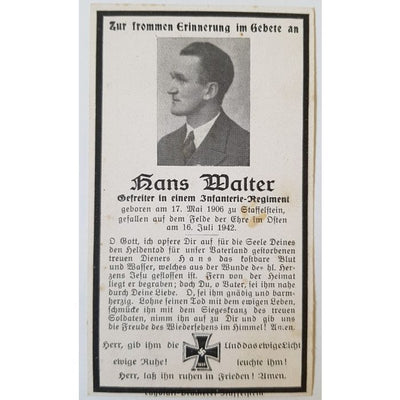 Zur frommen Erinnerung im Gebete an
Hans Walter
Gefreiter in einem Infanterie-Regiment
geboren am 17. Mai 1906 zu Staffelstein,
gefallen auf dem Felde der Ehre im Osten
am 16. Juli 1942.
O Gott, ich opfere Dir auf für die Seele Deines
den Heldentod für unser Vaterland gestorbenen
treuen Dieners Hans das kostbar Blut
und Wasser, welches aus der Wunde des hl. Her-
zens Jesu geflossen ist. Fern von der Heimat
liegt er begraben; doch Du, o Vater, sei ihm nahe
durch Deine Liebe. O, sei ihm gnädig und barm-
herzig. Lohne seinen Tod mit dem ewigen Leben,
schmücke ihn mit dem Siegeskranz des treuen
Soldaten, nimm ihn auf zu Dir und gib uns
die Freude des Wiedersehens im Himmel! Amen.
Herr, gib ihm die Und das ewige Licht
ewige Ruhe! leuchte ihm!
Herr, laß ihn ruhen in Frieden! Amen.
Staffelstein